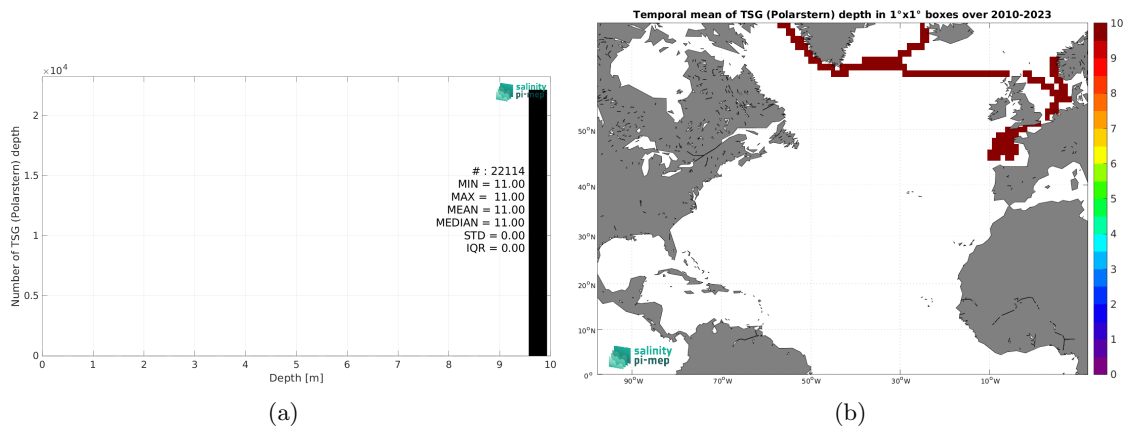 ×10⁴
2
1.5
1
0.5
0
Number of TSG (Polarstern) depth
salinity
pi-mep
# : 22114
MIN = 11.00
MAX = 11.00
MEAN = 11.00
MEDIAN = 11.00
STD = 0.00
IQR = 0.00
0 1 2 3 4 5 6 7 8 9 10
Depth [m]
(a)
Temporal mean of TSG (Polarstern) depth in 1°x1° boxes over 2010-2023
50°N
40°N
30°N
20°N
10°N
0°
90°W 70°W 50°W 30°W 10°W
salinity
pi-mep
10
9
8
7
6
5
4
3
2
1
0
(b)